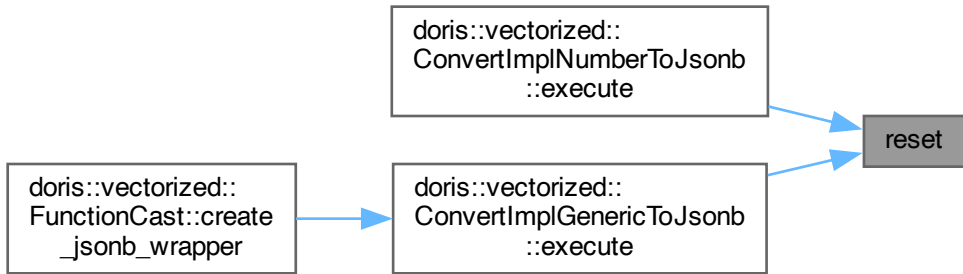 doris::vectorized::
ConvertImplNumberToJsonb
::execute
reset
doris::vectorized::
FunctionCast::create
_jsonb_wrapper
doris::vectorized::
ConvertImplGenericToJsonb
::execute